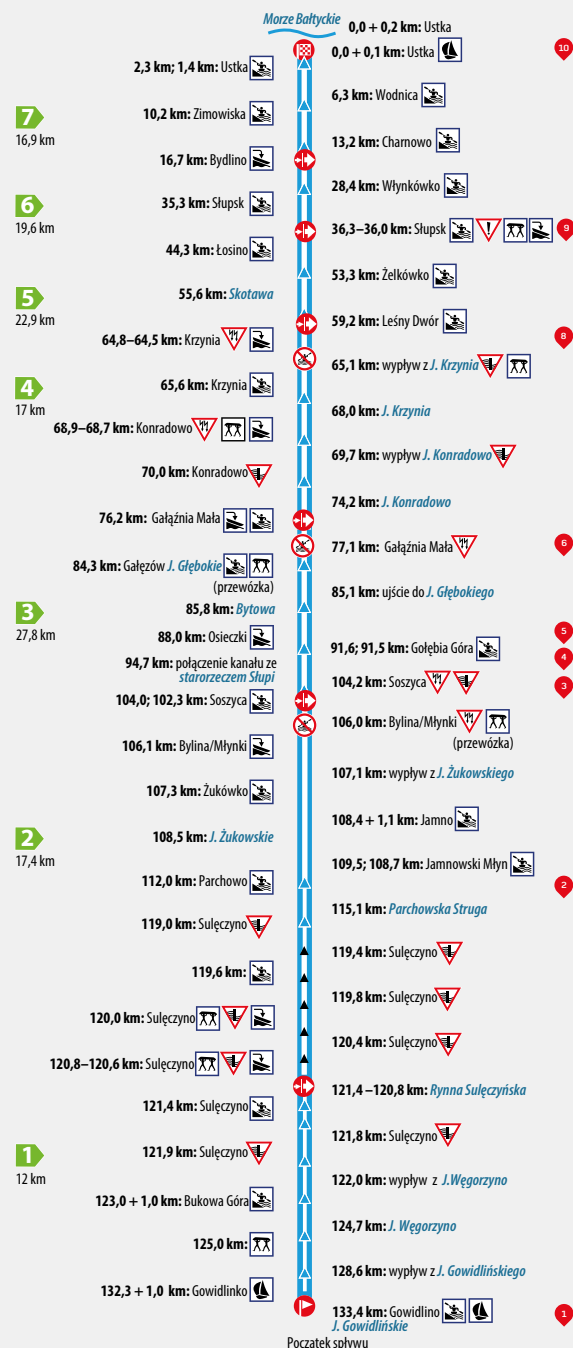 Morze Bałtyckie
0,0 + 0,2 km: Ustka
0,0 + 0,1 km: Ustka
10
2,3 km; 1,4 km: Ustka
6,3 km: Wodnica
7
16,9 km
10,2 km: Zimowiska
13,2 km: Charnowo
16,7 km: Bydlino
28,4 km: Włynkówko
6
19,6 km
35,3 km: Słupsk
36,3–36,0 km: Słupsk
9
44,3 km: Łosino
53,3 km: Żelkówko
5
22,9 km
55,6 km: Skotawa
59,2 km: Leśny Dwór
8
64,8–64,5 km: Krzynia
65,1 km: wypływ z J. Krzynia
4
17 km
65,6 km: Krzynia
68,0 km: J. Krzynia
68,9–68,7 km: Konradowo
69,7 km: wypływ J. Konradowo
70,0 km: Konradowo
74,2 km: J. Konradowo
76,2 km: Gałąźnia Mała
77,1 km: Gałąźnia Mała
6
84,3 km: Gałęzów J. Głębokie
(przewózka)
85,1 km: ujście do J. Głębokiego
3
27,8 km
85,8 km: Bytowa
88,0 km: Osieczki
5
91,6; 91,5 km: Gołębia Góra
4
94,7 km: połączenie kanału ze
starorzeczem Słupi
104,2 km: Soszyca
3
104,0; 102,3 km: Soszyca
106,0 km: Bylina/Młynki
(przewózka)
106,1 km: Bylina/Młynki
107,1 km: wypływ z J. Żukowskiego
107,3 km: Żukówko
108,4 + 1,1 km: Jamno
2
17,4 km
108,5 km: J. Żukowskie
109,5; 108,7 km: Jamnowski Młyn
2
112,0 km: Parchowo
115,1 km: Parchowska Struga
119,0 km: Sulęczyno
119,4 km: Sulęczyno
119,6 km:
119,8 km: Sulęczyno
120,0 km: Sulęczyno
120,4 km: Sulęczyno
120,8–120,6 km: Sulęczyno
121,4 –120,8 km: Rynna Sulęczyńska
121,4 km: Sulęczyno
121,8 km: Sulęczyno
1
12 km
121,9 km: Sulęczyno
122,0 km: wypływ z J.Węgorzyno
123,0 + 1,0 km: Bukowa Góra
124,7 km: J. Węgorzyno
125,0 km:
128,6 km: wypływ z J. Gowidlińskiego
132,3 + 1,0 km: Gowidlinko
133,4 km: Gowidlino
J. Gowidlińskie
1
Początek spływu